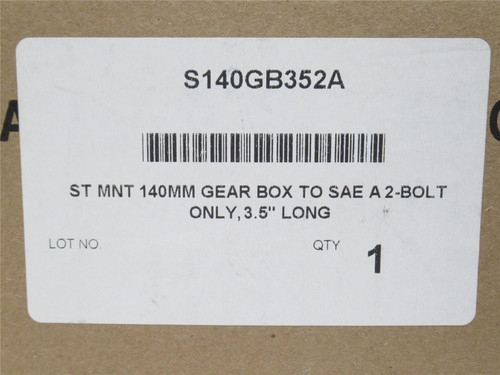 S140GB352A
ST MNT 140MM GEAR BOX TO SAE A 2-BOLT
ONLY, 3.5" LONG
LOT NO.
QTY 1